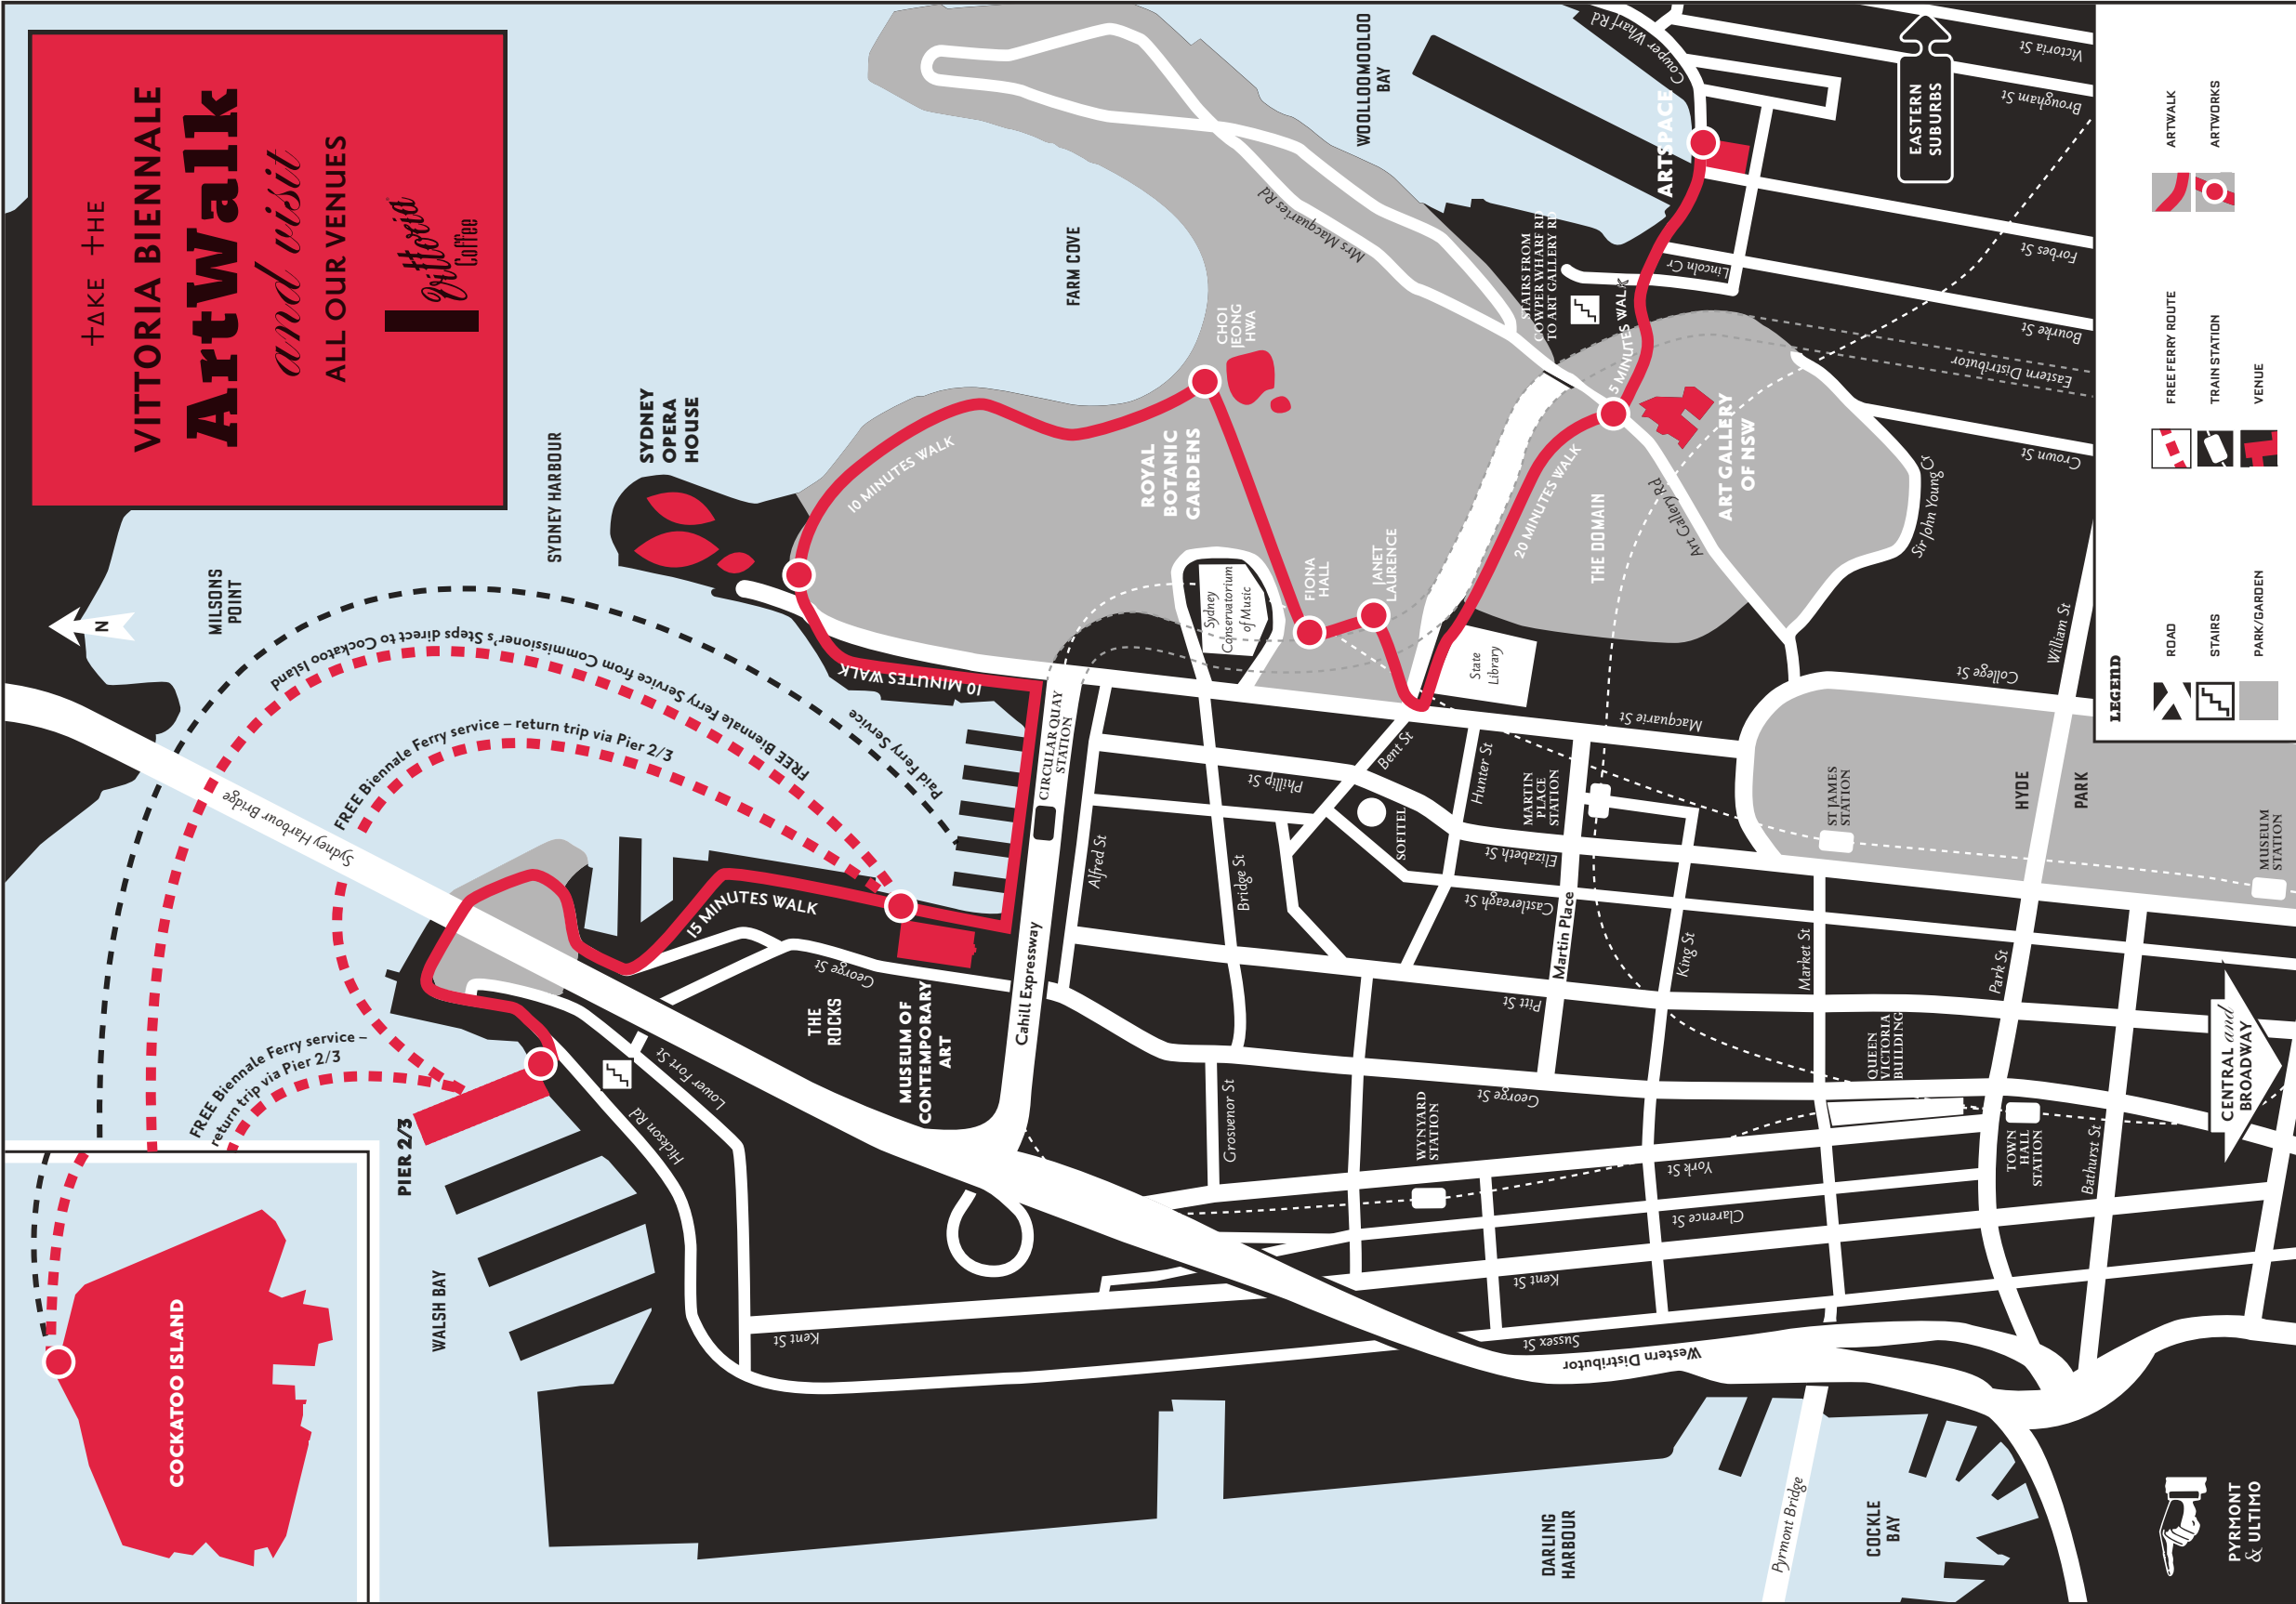 TAKE THE
VITTORIA BIENNALE
ArtWalk
and visit
ALL OUR VENUES
Vittoria
Coffee
N
MILSONS
POINT
SYDNEY HARBOUR
SYDNEY
OPERA
HOUSE
FARM COVE
WOOLLOOMOOLOO
BAY
Sydney Harbour Bridge
FREE Biennale Ferry Service from Commissioner's Steps direct to Cockatoo Island
FREE Biennale Ferry service – return trip via Pier 2/3
Paid Ferry Service
FREE Biennale Ferry service –
return trip via Pier 2/3
COCKATOO ISLAND
PIER 2/3
WALSH BAY
15 MINUTES WALK
10 MINUTES WALK
10 MINUTES WALK
20 MINUTES WALK
5 MINUTES WALK
ROYAL
BOTANIC
GARDENS
CHOI
JEONG
HWA
FIONA
HALL
JANET
LAURENCE
Mrs Macquaries Rd
STAIRS FROM
COWPER WHARF RD
TO ART GALLERY RD
ARTSPACE
Cowper Wharf Rd
Lincoln Cr
EASTERN
SUBURBS
Victoria St
Brougham St
Forbes St
Bourke St
Eastern Distributor
Crown St
Sir John Young Cr
ART GALLERY
OF NSW
Art Gallery Rd
THE DOMAIN
State
Library
Sydney
Conservatorium
of Music
CIRCULAR QUAY
STATION
Cahill Expressway
Alfred St
MUSEUM OF
CONTEMPORARY
ART
THE
ROCKS
George St
Lower Fort St
Hickson Rd
Kent St
Grosvenor St
Bridge St
Phillip St
Bent St
Hunter St
SOFITEL
MARTIN
PLACE
STATION
Macquarie St
Elizabeth St
Castlereagh St
Martin Place
Pitt St
King St
Market St
Park St
George St
WYNYARD
STATION
York St
Clarence St
Kent St
Sussex St
Western Distributor
QUEEN
VICTORIA
BUILDING
TOWN
HALL
STATION
Bathurst St
ST JAMES
STATION
HYDE
PARK
MUSEUM
STATION
College St
William St
CENTRAL and
BROADWAY
DARLING
HARBOUR
Pyrmont Bridge
COCKLE
BAY
PYRMONT
& ULTIMO
LEGEND
ROAD
STAIRS
PARK/GARDEN
FREE FERRY ROUTE
TRAIN STATION
VENUE
ARTWALK
ARTWORKS